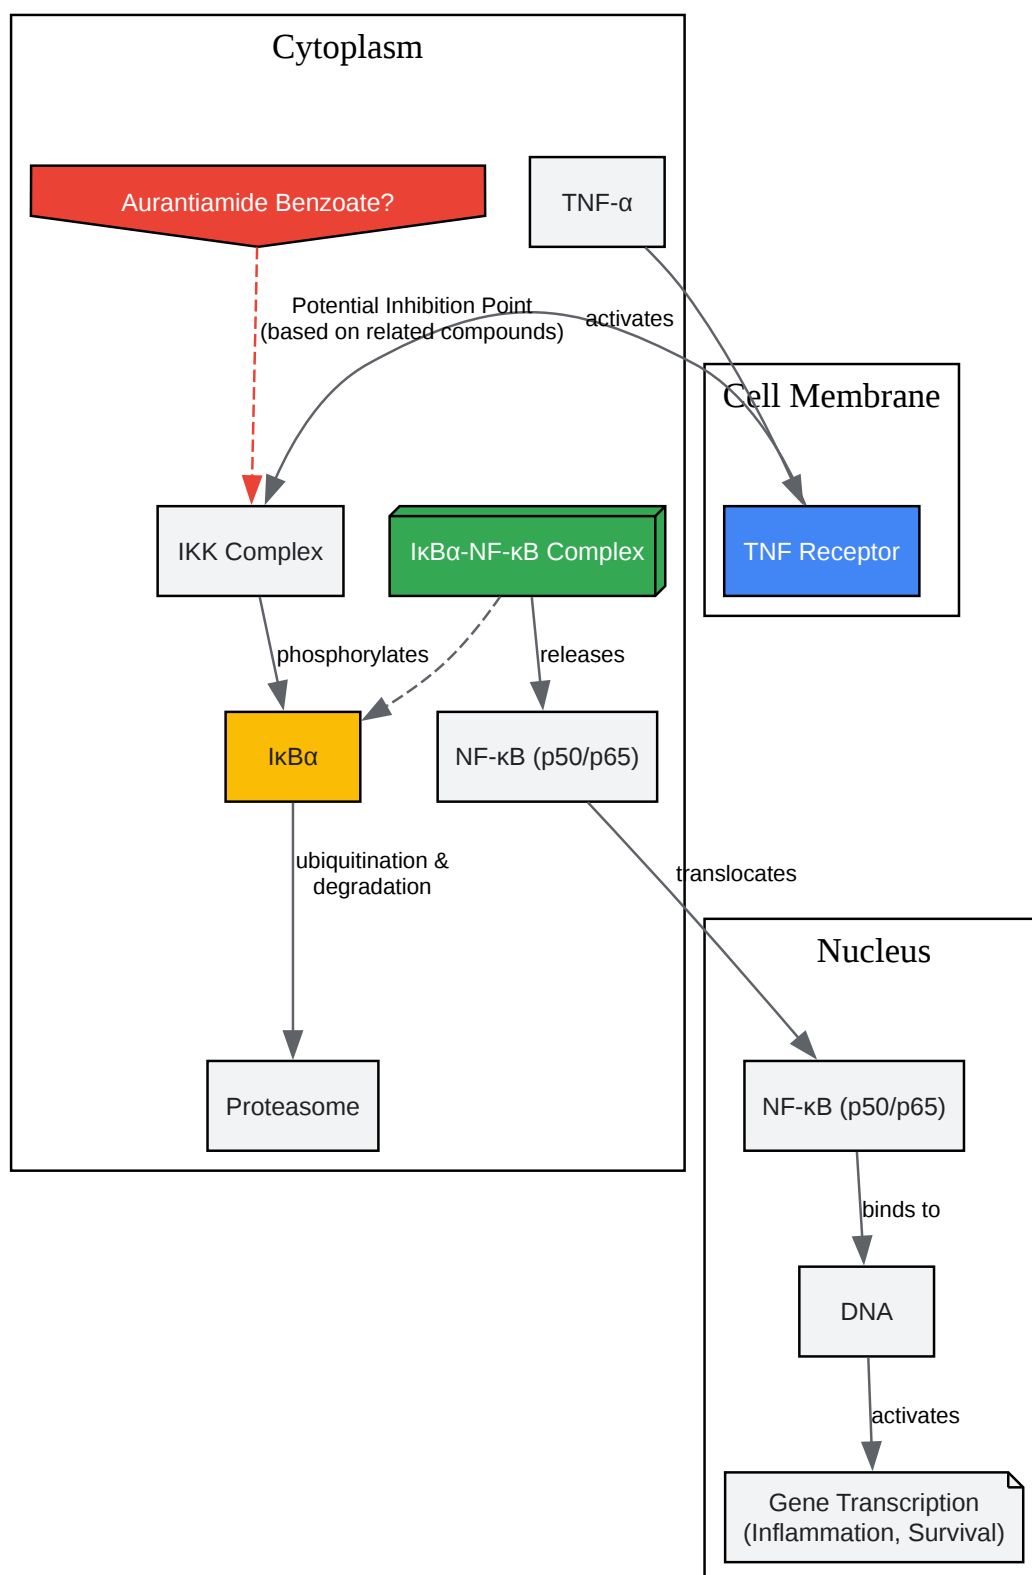 Cytoplasm
Aurantiamide Benzoate?
TNF-α
Potential Inhibition Point
(based on related compounds)
activates
Cell Membrane
IKK Complex
IκBα-NF-κB Complex
TNF Receptor
phosphorylates
releases
IκBα
NF-κB (p50/p65)
ubiquitination &
degradation
translocates
Nucleus
Proteasome
NF-κB (p50/p65)
binds to
DNA
activates
Gene Transcription
(Inflammation, Survival)